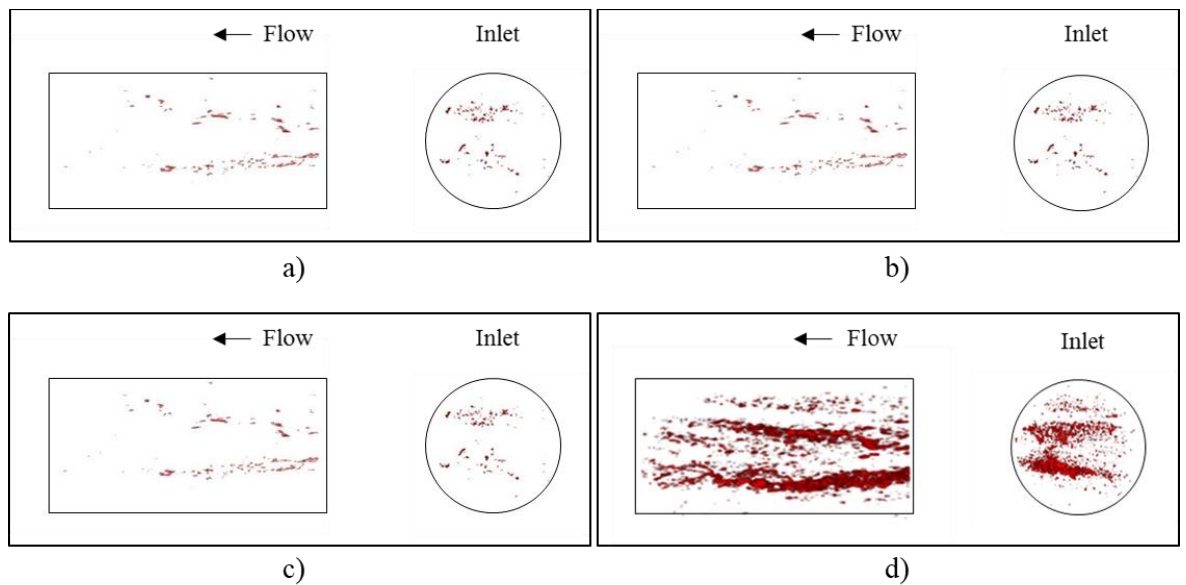 ← Flow Inlet
← Flow Inlet
a)
b)
← Flow Inlet
← Flow Inlet
c)
d)